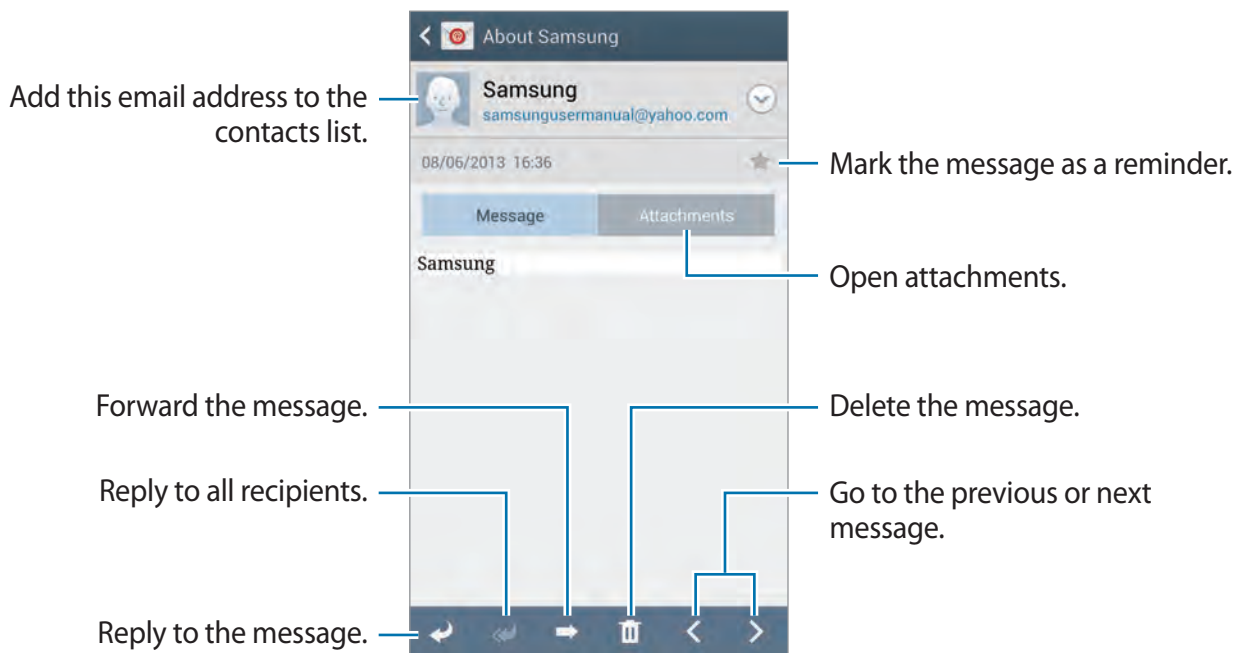 About Samsung
Add this email address to the
contacts list.
Samsung
samsungusermanual@yahoo.com
08/06/2013 16:36
Mark the message as a reminder.
Message
Attachments
Samsung
Open attachments.
Forward the message.
Delete the message.
Reply to all recipients.
Go to the previous or next
message.
Reply to the message.